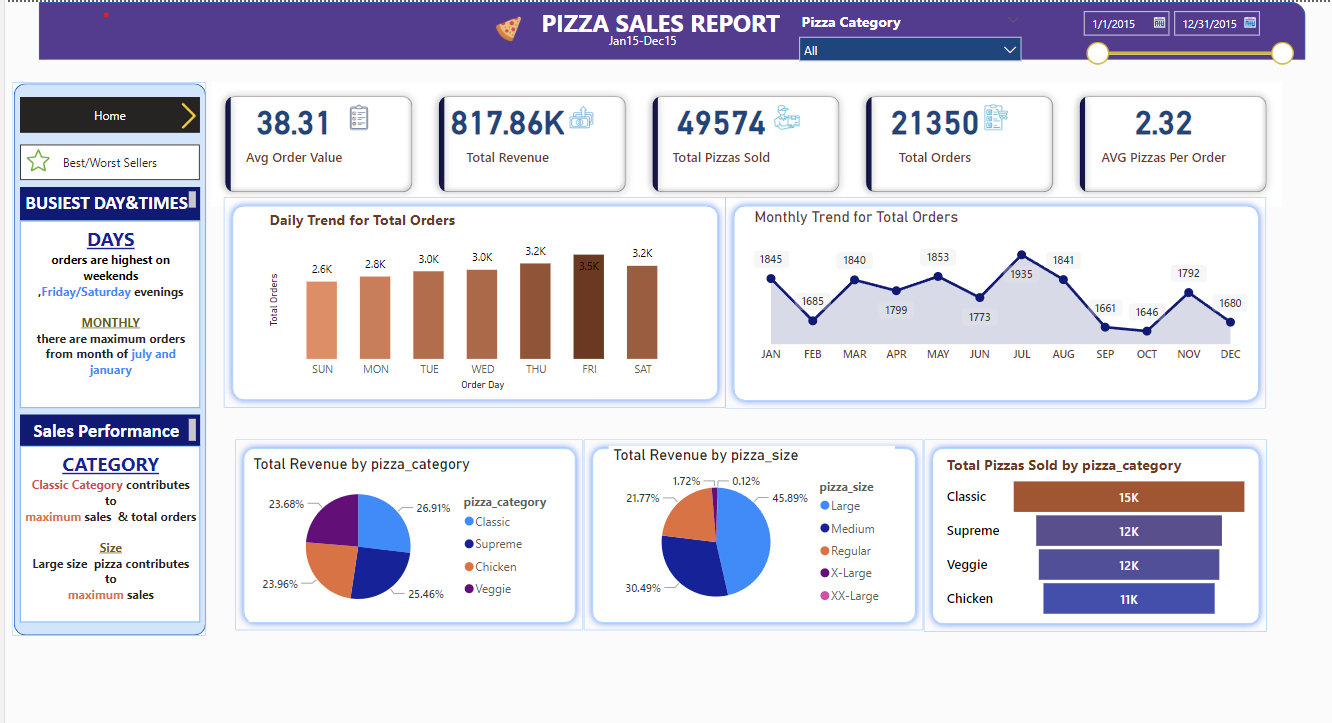 PIZZA SALES REPORT
Jan15-Dec15
Pizza Category
All
1/1/2015
12/31/2015
Home
Best/Worst Sellers
BUSIEST DAY&TIMES
DAYS
orders are highest on
weekends
,Friday/Saturday evenings
MONTHLY
there are maximum orders
from month of july and
january
Sales Performance
CATEGORY
Classic Category contributes
to
maximum sales & total orders
Size
Large size pizza contributes
to
maximum sales
38.31
Avg Order Value
817.86K
Total Revenue
49574
Total Pizzas Sold
21350
Total Orders
2.32
AVG Pizzas Per Order
Daily Trend for Total Orders
Total Orders
2.6K
2.8K
3.0K
3.0K
3.2K
3.5K
3.2K
SUN
MON
TUE
WED
THU
FRI
SAT
Order Day
Monthly Trend for Total Orders
1845
1685
1840
1799
1853
1773
1935
1841
1661
1646
1792
1680
JAN
FEB
MAR
APR
MAY
JUN
JUL
AUG
SEP
OCT
NOV
DEC
Total Revenue by pizza_category
26.91%
25.46%
23.96%
23.68%
pizza_category
Classic
Supreme
Chicken
Veggie
Total Revenue by pizza_size
45.89%
30.49%
21.77%
1.72%
0.12%
pizza_size
Large
Medium
Regular
X-Large
XX-Large
Total Pizzas Sold by pizza_category
Classic
15K
Supreme
12K
Veggie
12K
Chicken
11K